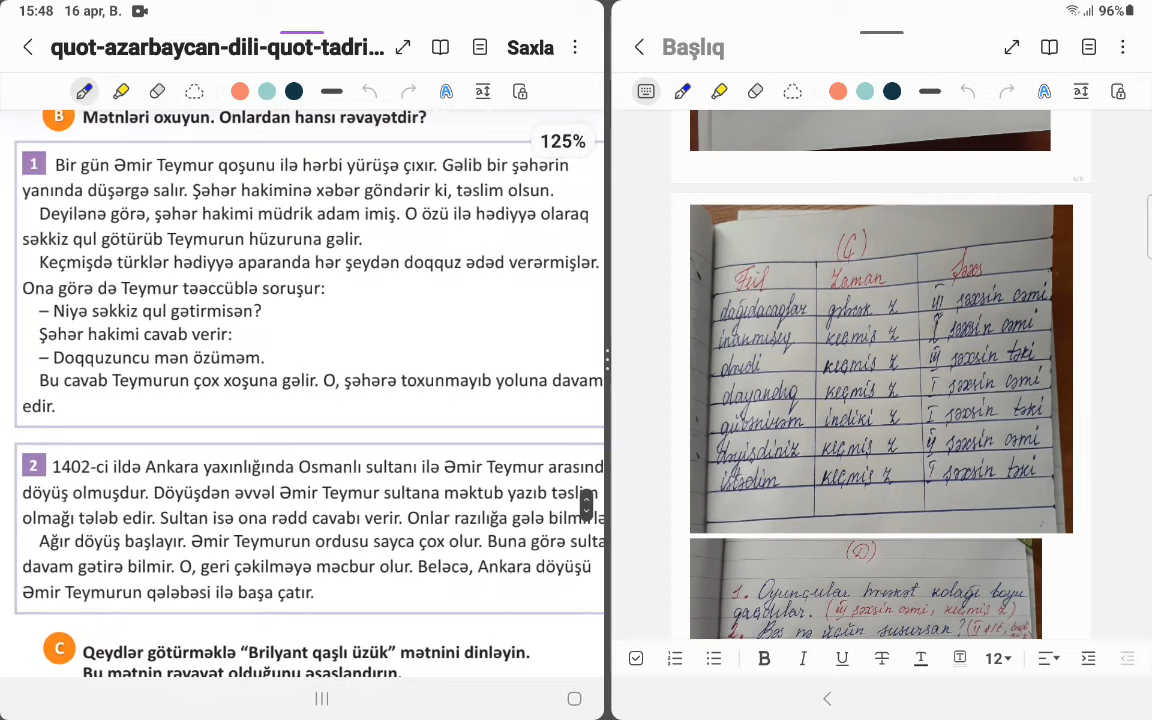 15:48 16 apr, B.
96%
quot-azarbaycan-dili-quot-tadri...
Saxla
Başlıq
B Mətnləri oxuyun. Onlardan hansı rəvayətdir?
125%
1 Bir gün Əmir Teymur qoşunu ilə hərbi yürüşə çıxır. Gəlib bir şəhərin
yanında düşərgə salır. Şəhər hakiminə xəbər göndərir ki, təslim olsun.
Deyilənə görə, şəhər hakimi müdrik adam imiş. O özü ilə hədiyyə olaraq
səkkiz qul götürüb Teymurun hüzuruna gəlir.
Keçmişdə türklər hədiyyə aparanda hər şeydən doqquz ədəd verərmişlər.
Ona görə də Teymur təəccüblə soruşur:
– Niyə səkkiz qul gətirmisən?
Şəhər hakimi cavab verir:
– Doqquzuncu mən özüməm.
Bu cavab Teymurun çox xoşuna gəlir. O, şəhərə toxunmayıb yoluna davam
edir.
2 1402-ci ildə Ankara yaxınlığında Osmanlı sultanı ilə Əmir Teymur arasınd
döyüş olmuşdur. Döyüşdən əvvəl Əmir Teymur sultana məktub yazıb təslim
olmağı tələb edir. Sultan isə ona rədd cavabı verir. Onlar razılığa gələ
Ağır döyüş başlayır. Əmir Teymurun ordusu sayca çox olur. Buna görə sulta
davam gətirə bilmir. O, geri çəkilməyə məcbur olur. Beləcə, Ankara döyüşü
Əmir Teymurun qələbəsi ilə başa çatır.
C Qeydlər götürməklə “Brilyant qaşlı üzük” mətnini dinləyin.
Bu mətnin rəvayət olduğunu əsaslandırın.
(Ç)
Feil Zaman Şəxs
dağıdacaqlar gələcək z III şəxsin cəmi
inanmışıq keçmiş z I şəxsin cəmi
dindi keçmiş z III şəxsin təki
dayandıq keçmiş z I şəxsin cəmi
güvənirəm indiki z I şəxsin təki
dəyişdiniz keçmiş z II şəxsin cəmi
istədim keçmiş z I şəxsin təki
(D)
1. Oyunçular hərəkət xolağı boyu
qaçdılar. (III şəxsin cəmi, keçmiş z)
2. Bəs nə üçün susursan?
B I U T T 12